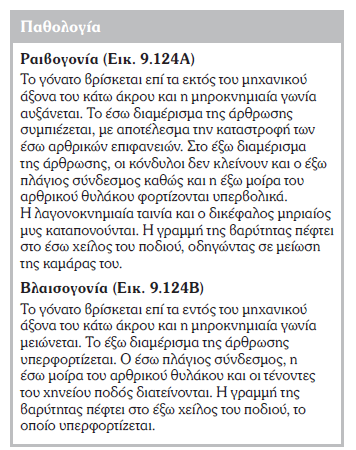 Παθολογία
Ραιβογονία (Εικ. 9.124Α)
Το γόνατο βρίσκεται επί τα εκτός του μηχανικού
άξονα του κάτω άκρου και η μηροκνημιαία γωνία
αυξάνεται. Το έσω διαμέρισμα της άρθρωσης
συμπιέζεται, με αποτέλεσμα την καταστροφή των
έσω αρθρικών επιφανειών. Στο έξω διαμέρισμα
της άρθρωσης, οι κόνδυλοι δεν κλείνουν και ο έξω
πλάγιος σύνδεσμος καθώς και η έξω μοίρα του
αρθρικού θυλάκου φορτίζονται υπερβολικά.
Η λαγονοκνημιαία ταινία και ο δικέφαλος μηριαίος
μυς καταπονούνται. Η γραμμή της βαρύτητας πέφτει
στο έσω χείλος του ποδιού, οδηγώντας σε μείωση
της καμάρας του.
Βλαισογονία (Εικ. 9.124Β)
Το γόνατο βρίσκεται επί τα εντός του μηχανικού
άξονα του κάτω άκρου και η μηροκνημιαία γωνία
μειώνεται. Το έξω διαμέρισμα της άρθρωσης
υπερφορτίζεται. Ο έσω πλάγιος σύνδεσμος, η
έσω μοίρα του αρθρικού θυλάκου και οι τένοντες
του χηνείου ποδός διατείνονται. Η γραμμή της
βαρύτητας πέφτει στο έξω χείλος του ποδιού, το
οποίο υπερφορτίζεται.